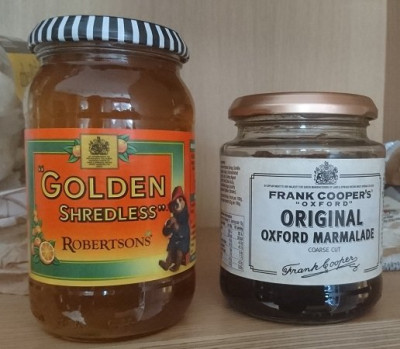 "GOLDEN
SHREDLESS"
ROBERTSONS
FRANK COOPER'S
"OXFORD"
ORIGINAL
OXFORD MARMALADE
COARSE CUT
Frank Cooper